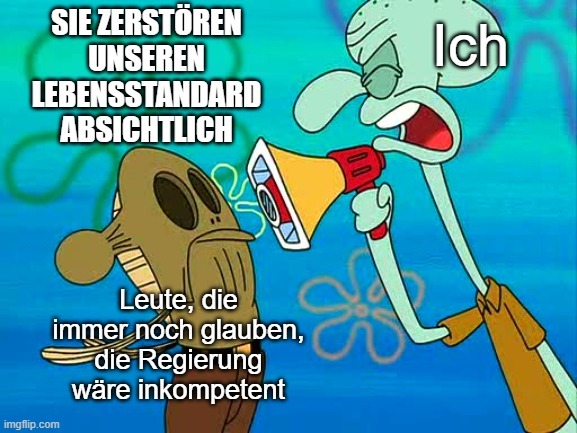 SIE ZERSTÖREN
UNSEREN
LEBENSSTANDARD
ABSICHTLICH
Ich
Leute, die
immer noch glauben,
die Regierung
wäre inkompetent
imgflip.com